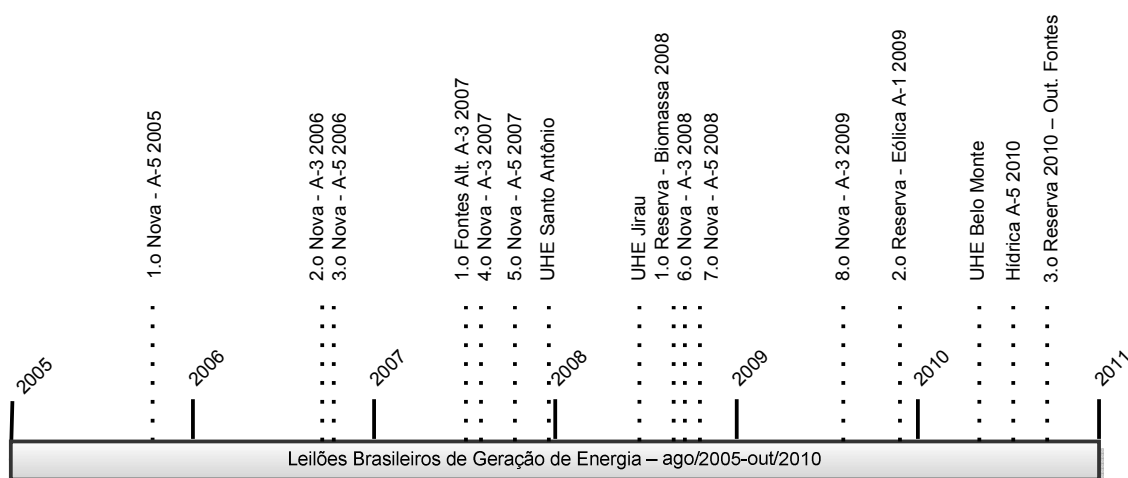 1.o Nova - A-5 2005
2.o Nova - A-3 2006
3.o Nova - A-5 2006
1.o Fontes Alt. A-3 2007
4.o Nova - A-3 2007
5.o Nova - A-5 2007
UHE Santo Antônio
UHE Jirau
1.o Reserva - Biomassa 2008
6.o Nova - A-3 2008
7.o Nova - A-5 2008
8.o Nova - A-3 2009
2.o Reserva - Eólica A-1 2009
UHE Belo Monte
Hídrica A-5 2010
3.o Reserva 2010 – Out. Fontes
2005
2006
2007
2008
2009
2010
2011
Leilões Brasileiros de Geração de Energia – ago/2005-out/2010